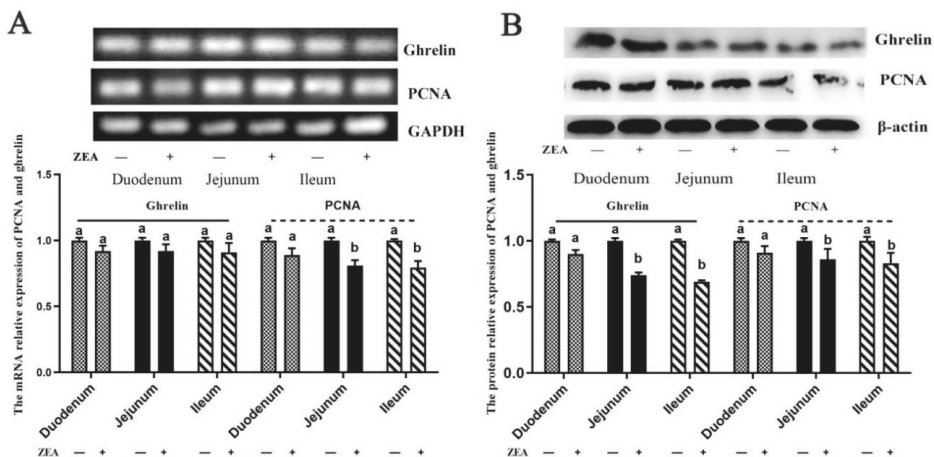 A
Ghrelin
PCNA
GAPDH
ZEA — + — + — +
Duodenum Jejunum Ileum
The mRNA relative expression of PCNA and ghrelin
1.5
1.0
0.5
0.0
Ghrelin PCNA
a a a a a a a a a b a b
Duodenum Jejunum Ileum Duodenum Jejunum Ileum
ZEA — + — + — + — + — + — +
B
Ghrelin
PCNA
β-actin
ZEA — + — + — +
Duodenum Jejunum Ileum
The protein relative expression of PCNA and ghrelin
1.5
1.0
0.5
0.0
Ghrelin PCNA
a a a b a b a a a b a b
Duodenum Jejunum Ileum Duodenum Jejunum Ileum
ZEA — + — + — + — + — + — +